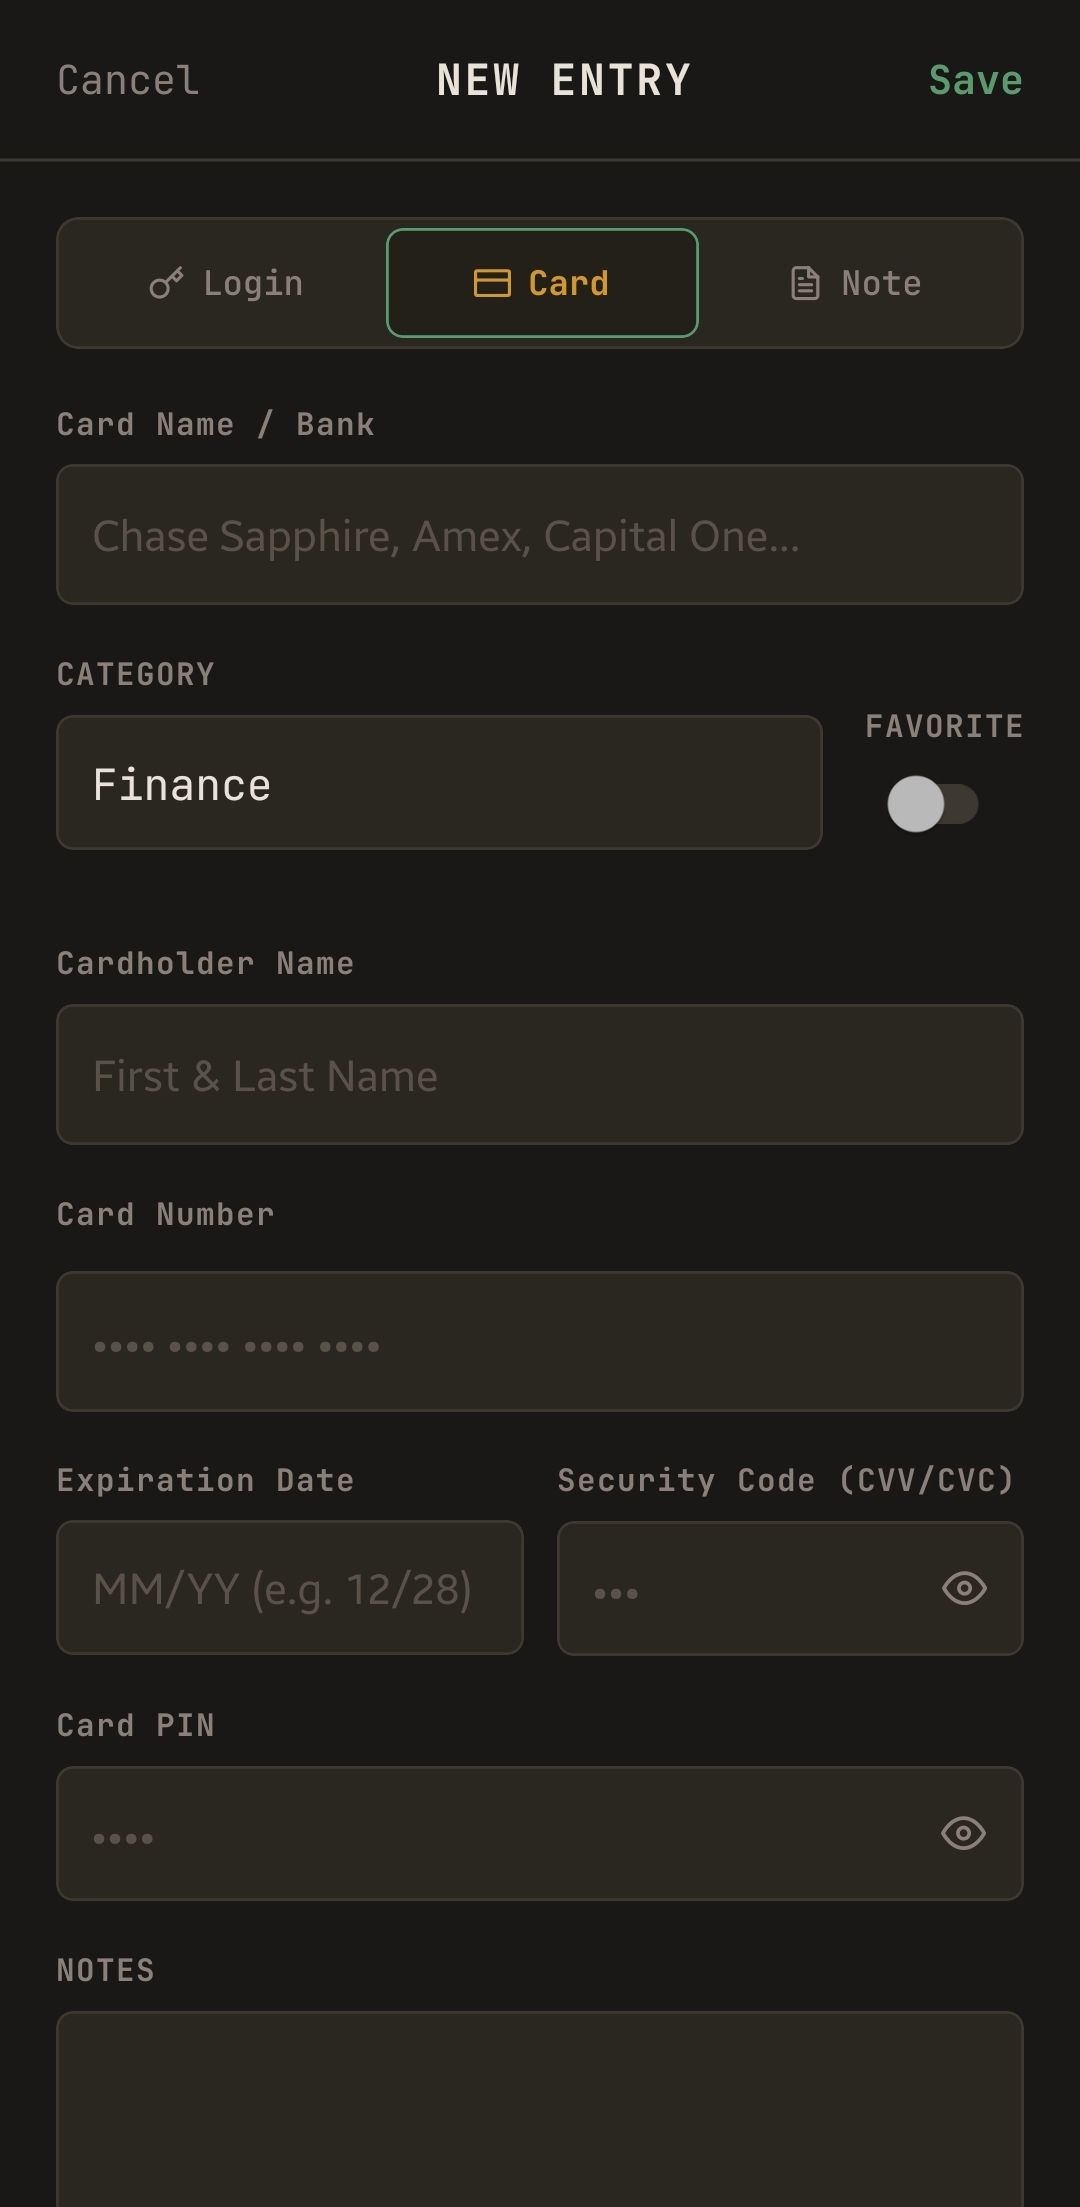 Cancel NEW ENTRY Save
Login Card Note
Card Name / Bank
Chase Sapphire, Amex, Capital One...
CATEGORY
FAVORITE
Finance
Cardholder Name
First & Last Name
Card Number
•••• •••• •••• ••••
Expiration Date Security Code (CVV/CVC)
MM/YY (e.g. 12/28) •••
Card PIN
••••
NOTES